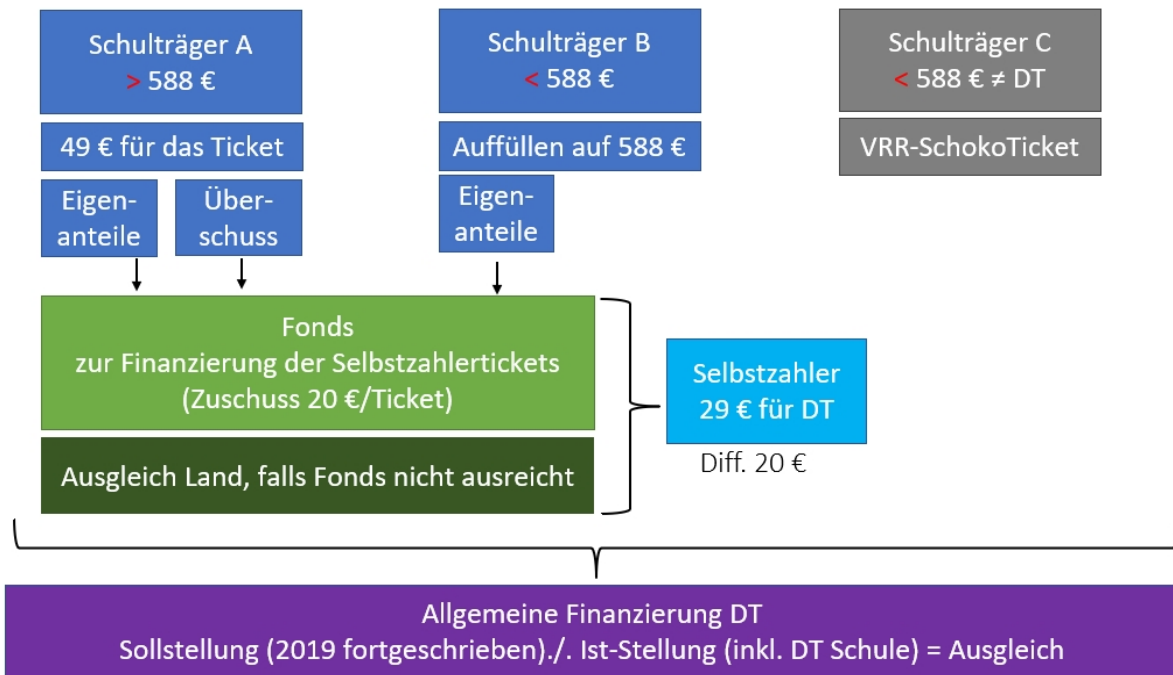 Schulträger A
> 588 €
49 € für das Ticket
Eigen-
anteile
Über-
schuss
Schulträger B
< 588 €
Auffüllen auf 588 €
Eigen-
anteile
Schulträger C
< 588 € ≠ DT
VRR-SchokoTicket
Fonds
zur Finanzierung der Selbstzahlertickets
(Zuschuss 20 €/Ticket)
Ausgleich Land, falls Fonds nicht ausreicht
Selbstzahler
29 € für DT
Diff. 20 €
Allgemeine Finanzierung DT
Sollstellung (2019 fortgeschrieben)./. Ist-Stellung (inkl. DT Schule) = Ausgleich